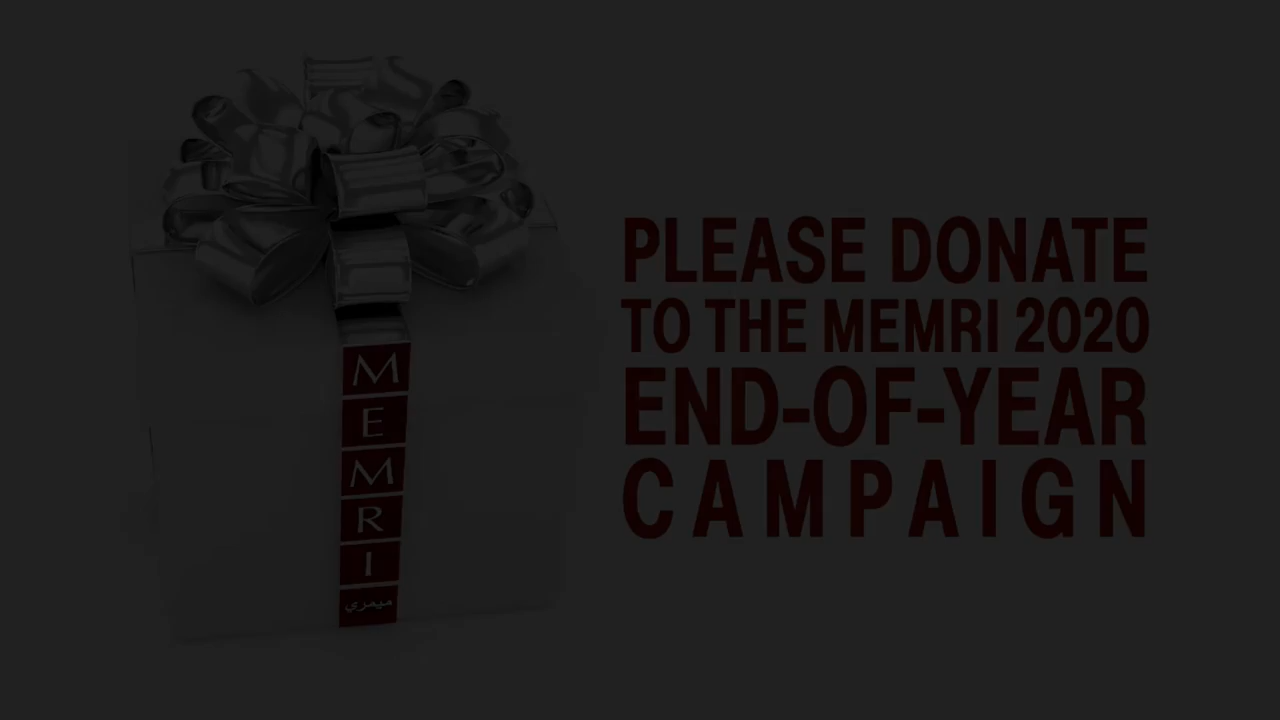 M
E
M
R
I
ميمري
PLEASE DONATE
TO THE MEMRI 2020
END-OF-YEAR
CAMPAIGN